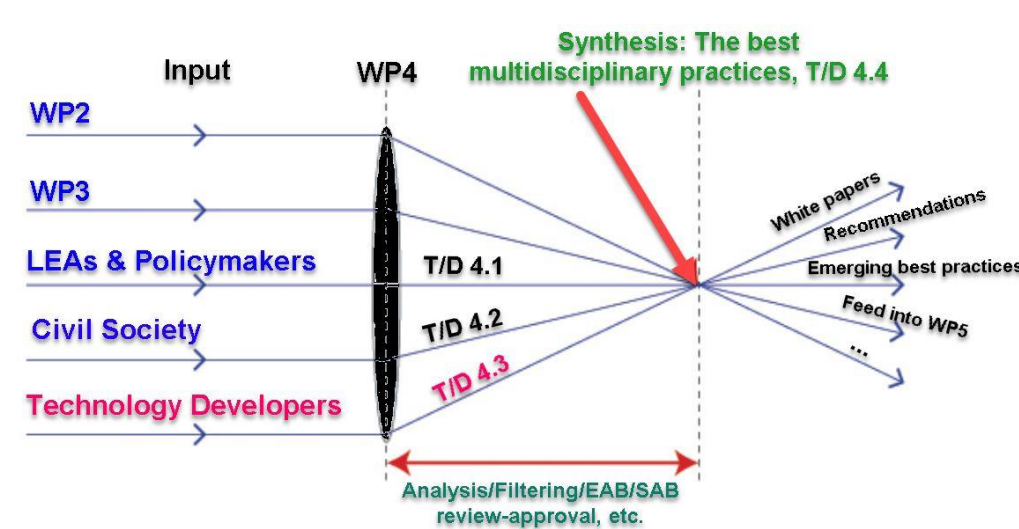 Synthesis: The best
multidisciplinary practices, T/D 4.4
Input
WP4
WP2
WP3
LEAs & Policymakers
T/D 4.1
Civil Society
T/D 4.2
Technology Developers
T/D 4.3
White papers
Recommendations
Emerging best practices
Feed into WP5
...
Analysis/Filtering/EAB/SAB
review-approval, etc.